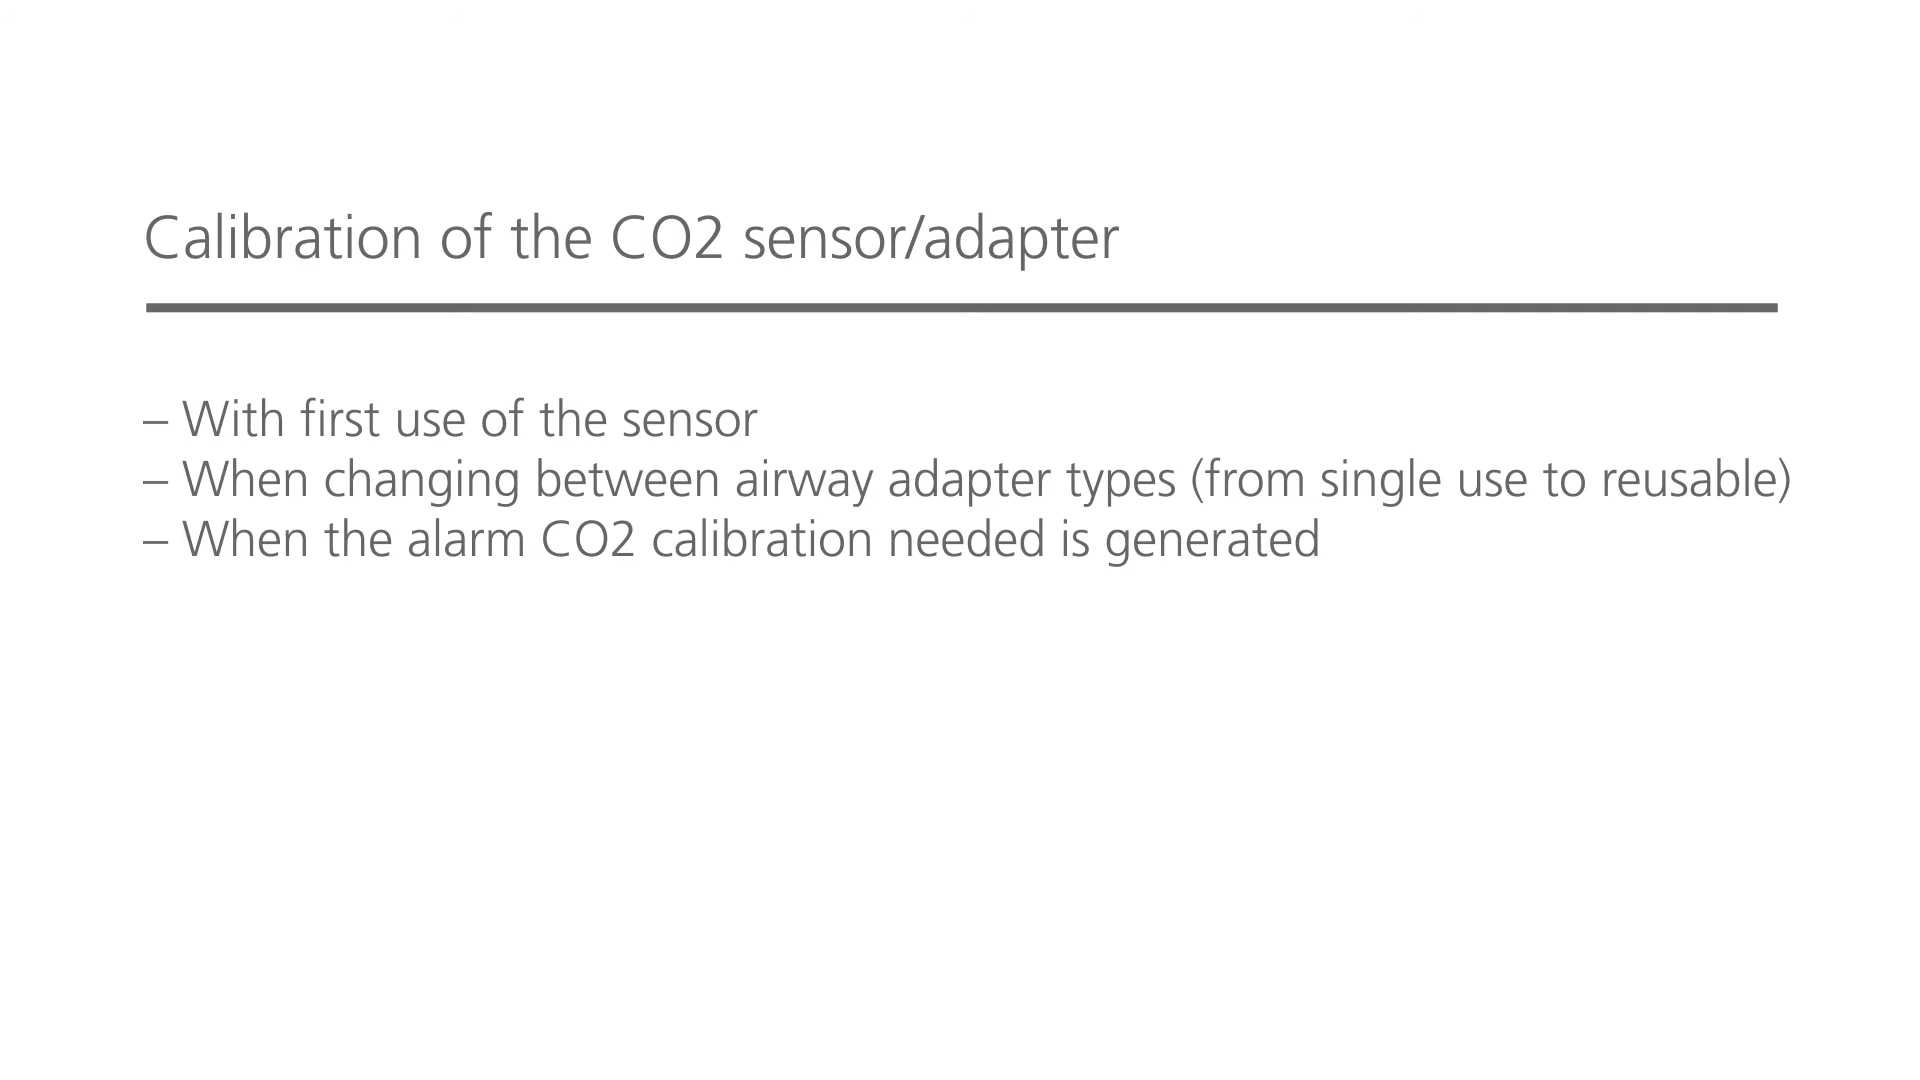 Calibration of the CO2 sensor/adapter
– With first use of the sensor
– When changing between airway adapter types (from single use to reusable)
– When the alarm CO2 calibration needed is generated